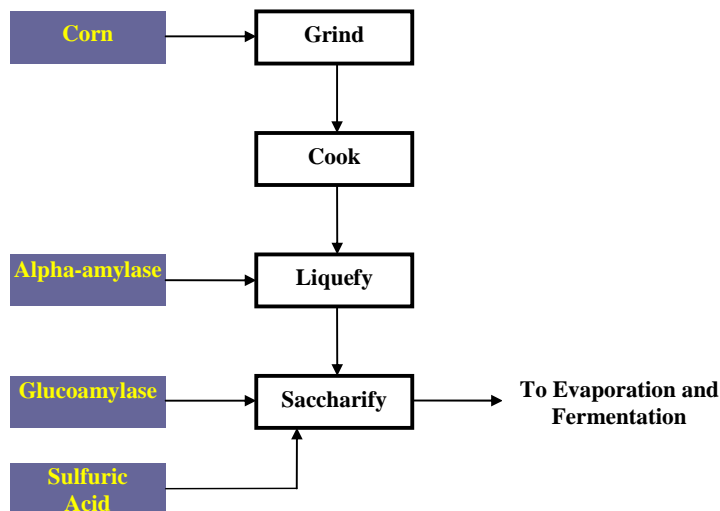 Corn
Grind
Cook
Alpha-amylase
Liquefy
Glucoamylase
Saccharify
To Evaporation and
Fermentation
Sulfuric
Acid